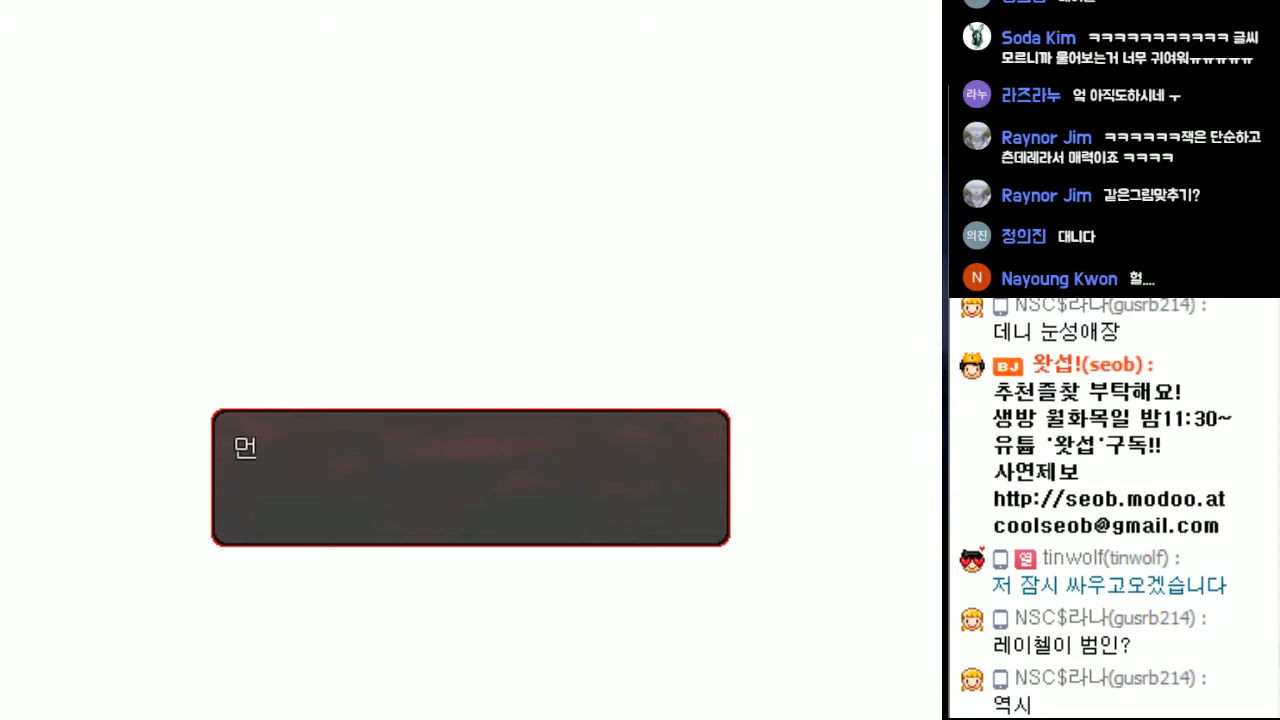 먼
Soda Kim ㅋㅋㅋㅋㅋㅋㅋㅋㅋㅋㅋ 글씨
모르니까 물어보는거 너무 귀여워ㅠㅠㅠㅠㅠ
라누 라즈라누 엌 아직도하시네 ㅜ
Raynor Jim ㅋㅋㅋㅋㅋㅋ잭은 단순하고
츤데레라서 매력이죠 ㅋㅋㅋㅋ
Raynor Jim 같은그림맞추기?
의진 정의진 대니다
N Nayoung Kwon 헐....
NSC$라나(gusrb214) :
데니 눈성애장
BJ 왓섭!(seob) :
추천즐찾 부탁해요!
생방 월화목일 밤11:30~
유튭 '왓섭'구독!!
사연제보
http://seob.modoo.at
coolseob@gmail.com
열 tinwolf(tinwolf) :
저 잠시 싸우고오겠습니다
NSC$라나(gusrb214) :
레이첼이 범인?
NSC$라나(gusrb214) :
역시